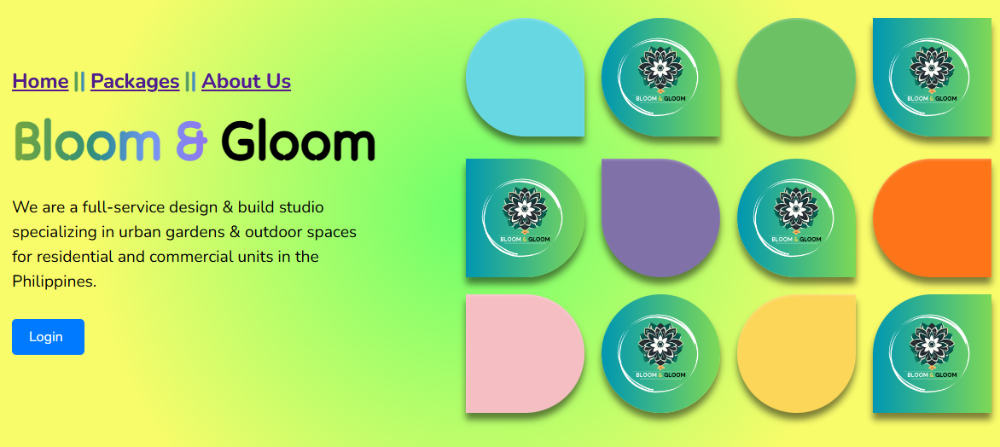 Home || Packages || About Us
Bloom & Gloom
We are a full-service design & build studio
specializing in urban gardens & outdoor spaces
for residential and commercial units in the
Philippines.
Login
BLOOM & GLOOM
BLOOM & GLOOM
BLOOM & GLOOM
BLOOM & GLOOM
BLOOM & GLOOM
BLOOM & GLOOM